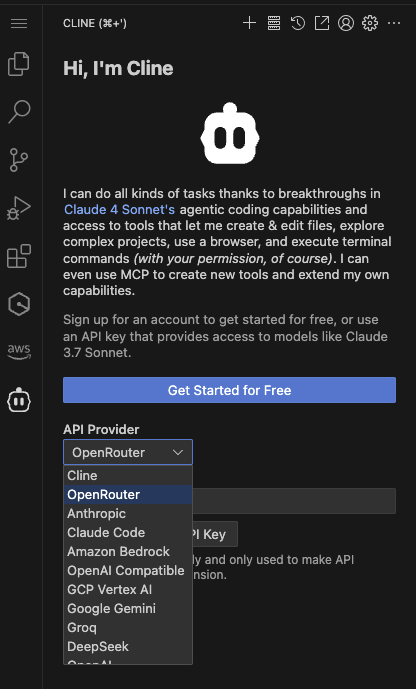 CLINE (⌘+')
Hi, I'm Cline
I can do all kinds of tasks thanks to breakthroughs in
Claude 4 Sonnet's agentic coding capabilities and
access to tools that let me create & edit files, explore
complex projects, use a browser, and execute terminal
commands (with your permission, of course). I can
even use MCP to create new tools and extend my own
capabilities.
Sign up for an account to get started for free, or use
an API key that provides access to models like Claude
3.7 Sonnet.
aws
Get Started for Free
API Provider
OpenRouter
Cline
OpenRouter
Anthropic
Claude Code
PI Key
Amazon Bedrock
ly and only used to make API
OpenAI Compatible
nsion.
GCP Vertex AI
Google Gemini
Groq
DeepSeek
OpenAI